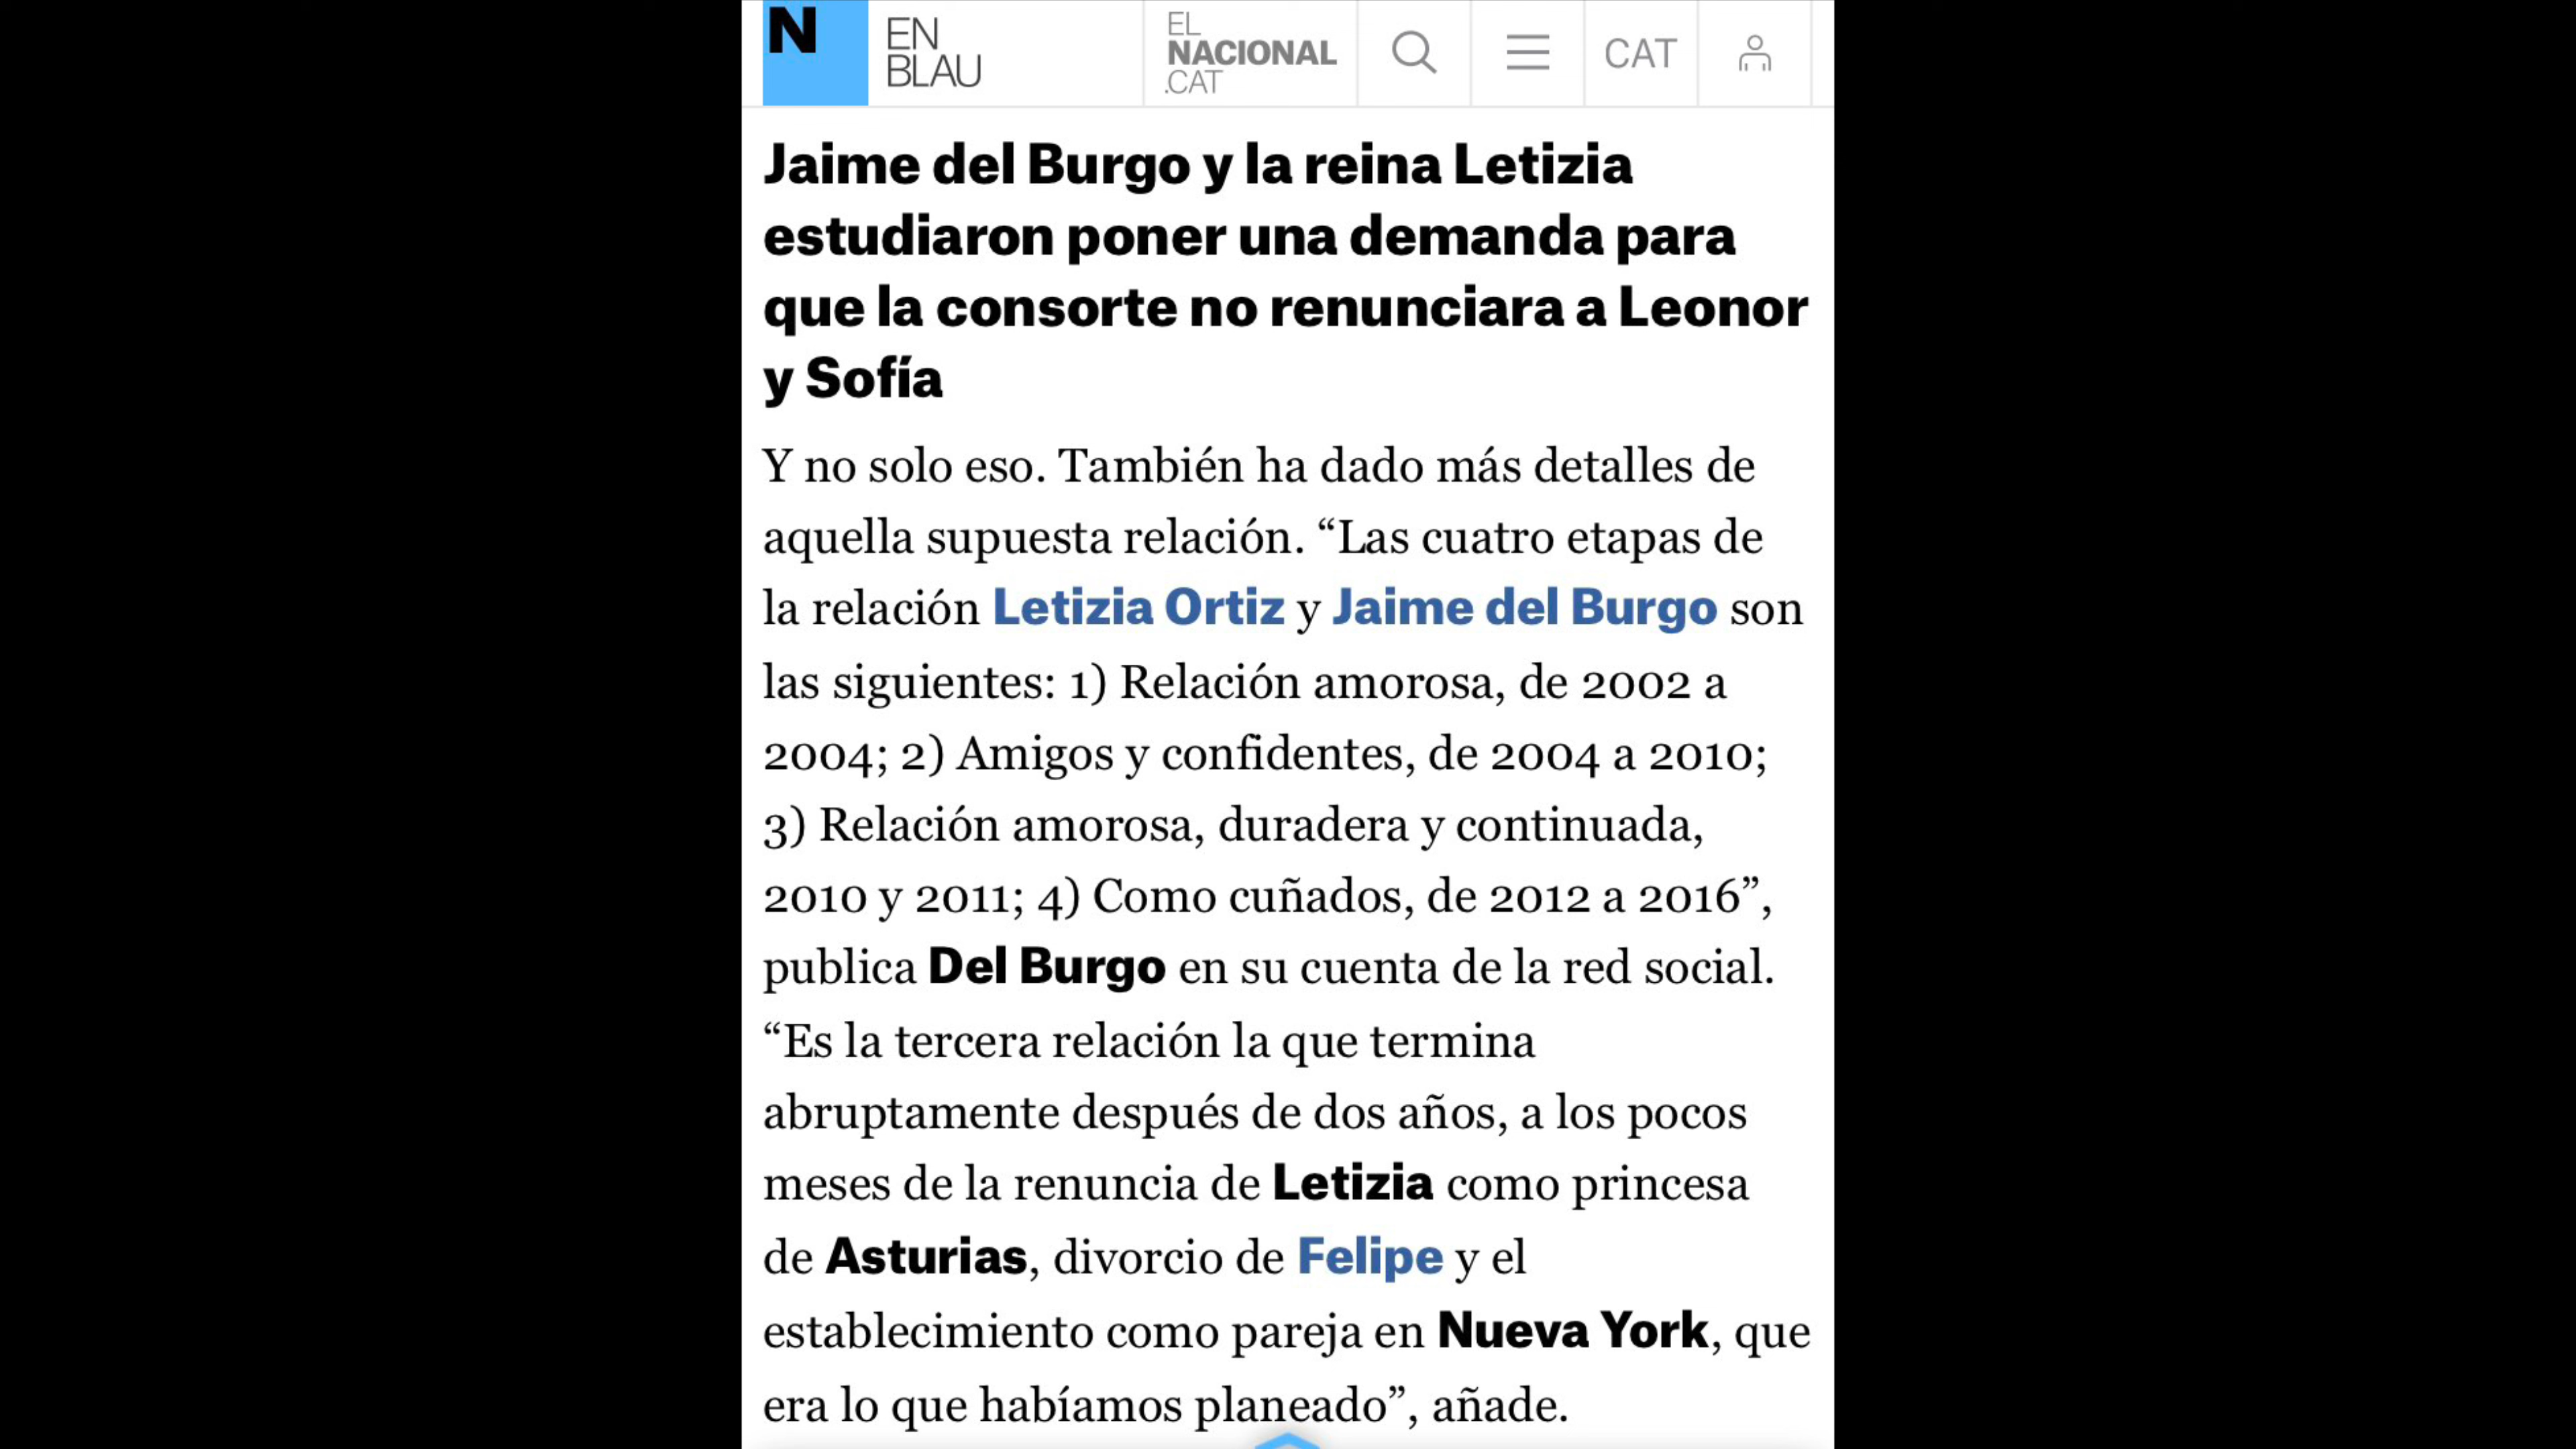 N
EN
BLAU
EL
NACIONAL
.CAT
CAT
Jaime del Burgo y la reina Letizia
estudiaron poner una demanda para
que la consorte no renunciara a Leonor
y Sofía
Y no solo eso. También ha dado más detalles de
aquella supuesta relación. “Las cuatro etapas de
la relación Letizia Ortiz y Jaime del Burgo son
las siguientes: 1) Relación amorosa, de 2002 a
2004; 2) Amigos y confidentes, de 2004 a 2010;
3) Relación amorosa, duradera y continuada,
2010 y 2011; 4) Como cuñados, de 2012 a 2016”,
publica Del Burgo en su cuenta de la red social.
“Es la tercera relación la que termina
abruptamente después de dos años, a los pocos
meses de la renuncia de Letizia como princesa
de Asturias, divorcio de Felipe y el
establecimiento como pareja en Nueva York, que
era lo que habíamos planeado”, añade.